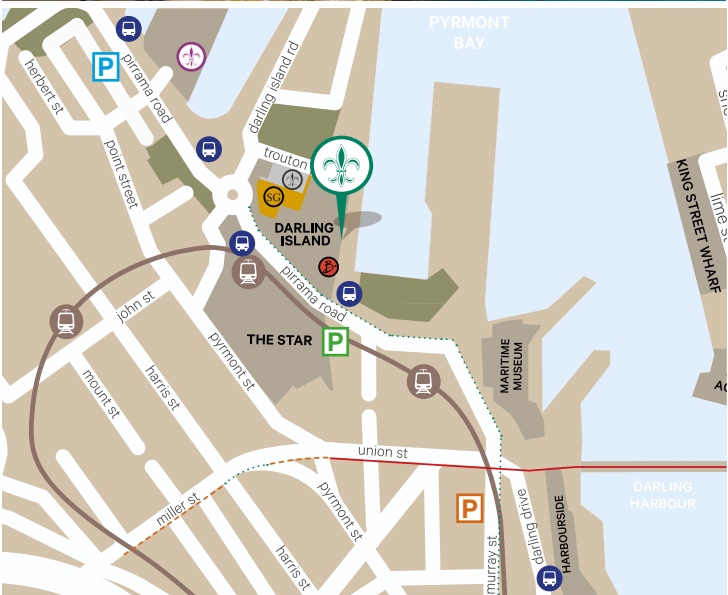 PYRMONT
BAY
P
herbert st
pirrama road
darling island rd
point street
trouton
SG
DARLING
ISLAND
KING STREET WHARF
lime s
pirrama road
john st
THE STAR
P
pyrmont st
MARITIME
MUSEUM
AC
mount st
harris st
union st
DARLING
HARBOUR
miller st
pyrmont st
P
darling drive
HARBOURSIDE
harris st
murray st